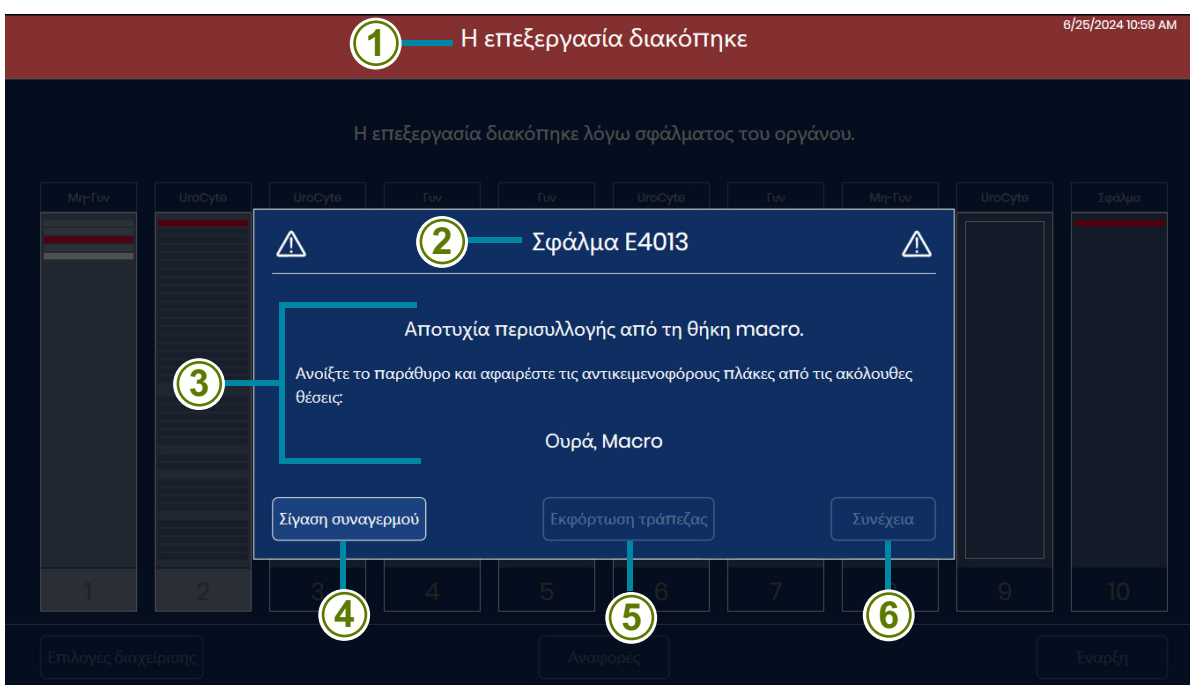 6/25/2024 10:59 AM
1 Η επεξεργασία διακόπηκε
Η επεξεργασία διακόπηκε λόγω σφάλματος του οργάνου.
Μη-Γυν UroCyte UroCyte Γυν Γυν UroCyte Γυν Μη-Γυν UroCyte Σφάλμα
2 Σφάλμα E4013
Αποτυχία περισυλλογής από τη θήκη macro.
3 Ανοίξτε το παράθυρο και αφαιρέστε τις αντικειμενοφόρους πλάκες από τις ακόλουθες
θέσεις:
Ουρά, Macro
Σίγαση συναγερμού Εκφόρτωση τράπεζας Συνέχεια
1 2 3 4 5 6 7 9 10
4 5 6
Επιλογές διαχείρισης Αναφορές Έναρξη